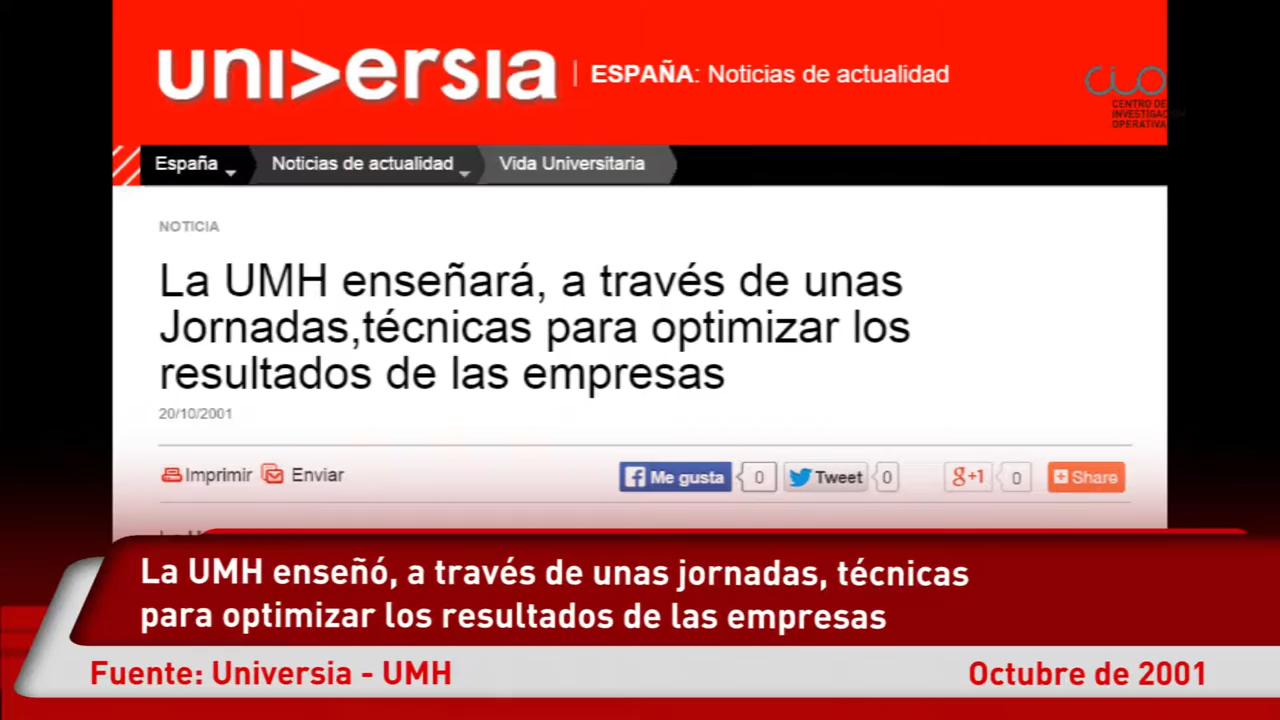 uni>ersia
ESPAÑA: Noticias de actualidad
cio
CENTRO DE
INVESTIGACIÓN
OPERATIVA
España
Noticias de actualidad
Vida Universitaria
NOTICIA
La UMH enseñará, a través de unas
Jornadas,técnicas para optimizar los
resultados de las empresas
20/10/2001
Imprimir
Enviar
Me gusta
0
Tweet
0
g+1
0
Share
La UMH enseñó, a través de unas jornadas, técnicas
para optimizar los resultados de las empresas
Fuente: Universia - UMH
Octubre de 2001